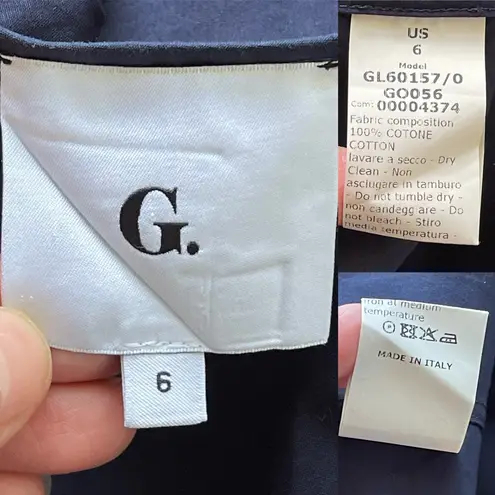 G.
6
US
6
Model
GL60157/0
GO056
Com: 00004374
Fabric composition
100% COTONE
COTTON
lavare a secco - Dry
Clean - Non
asciugare in tamburo
- Do not tumble dry -
non candegg are - Do
not bleach - Stiro
media temperatura -
iron at medium
temperature
MADE IN ITALY